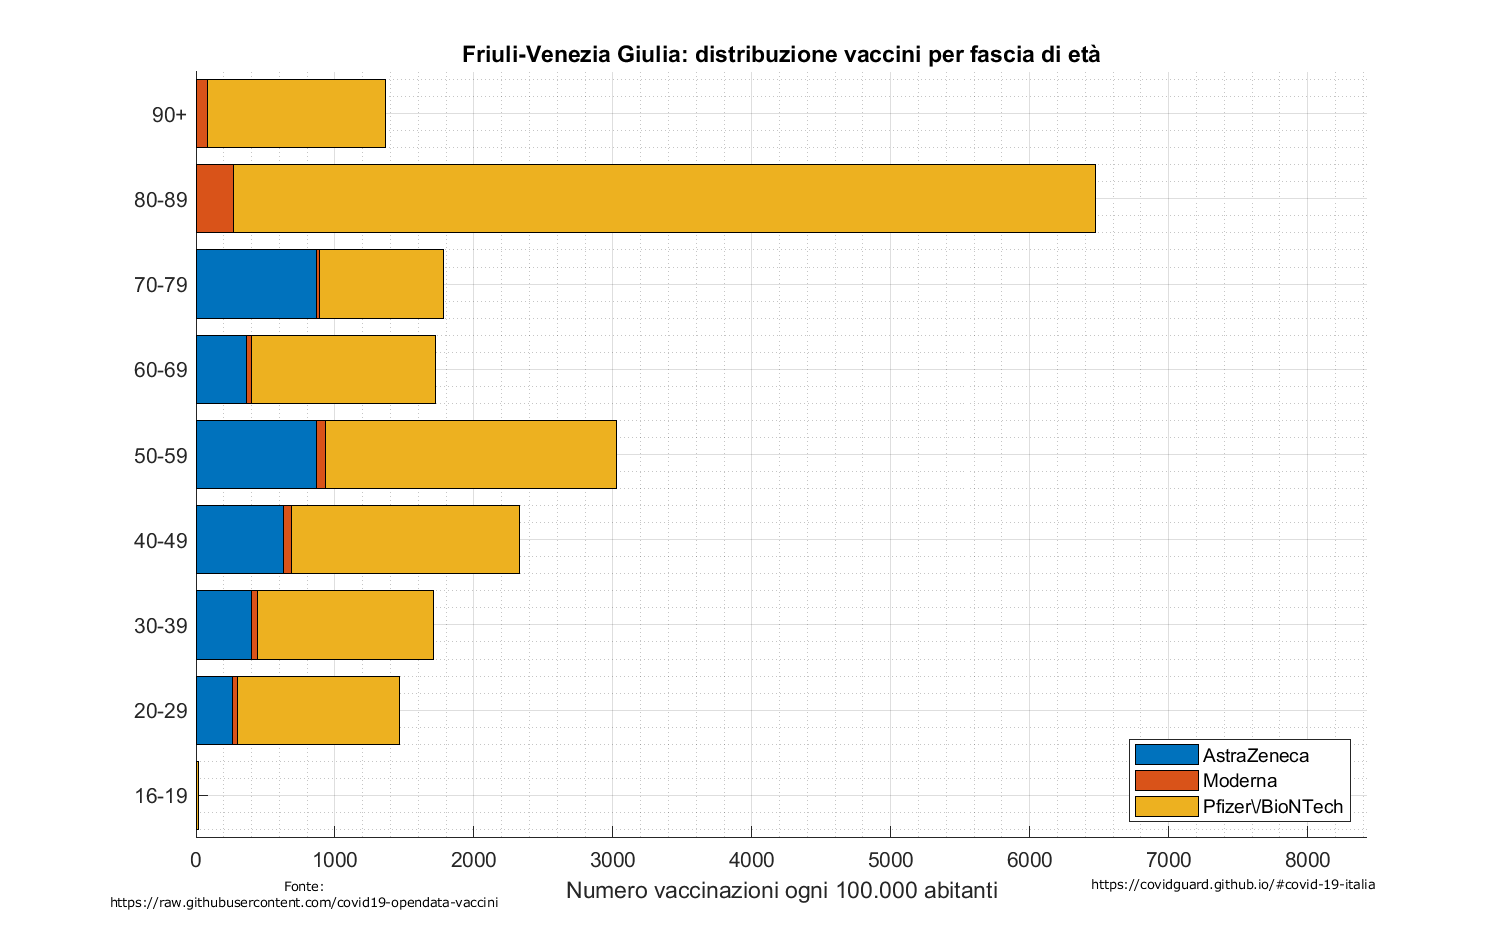 Friuli-Venezia Giulia: distribuzione vaccini per fascia di età
90+
80-89
70-79
60-69
50-59
40-49
30-39
20-29
16-19
AstraZeneca
Moderna
Pfizer\/BioNTech
0 1000 2000 3000 4000 5000 6000 7000 8000
Numero vaccinazioni ogni 100.000 abitanti
Fonte:
https://raw.githubusercontent.com/covid19-opendata-vaccini
https://covidguard.github.io/#covid-19-italia